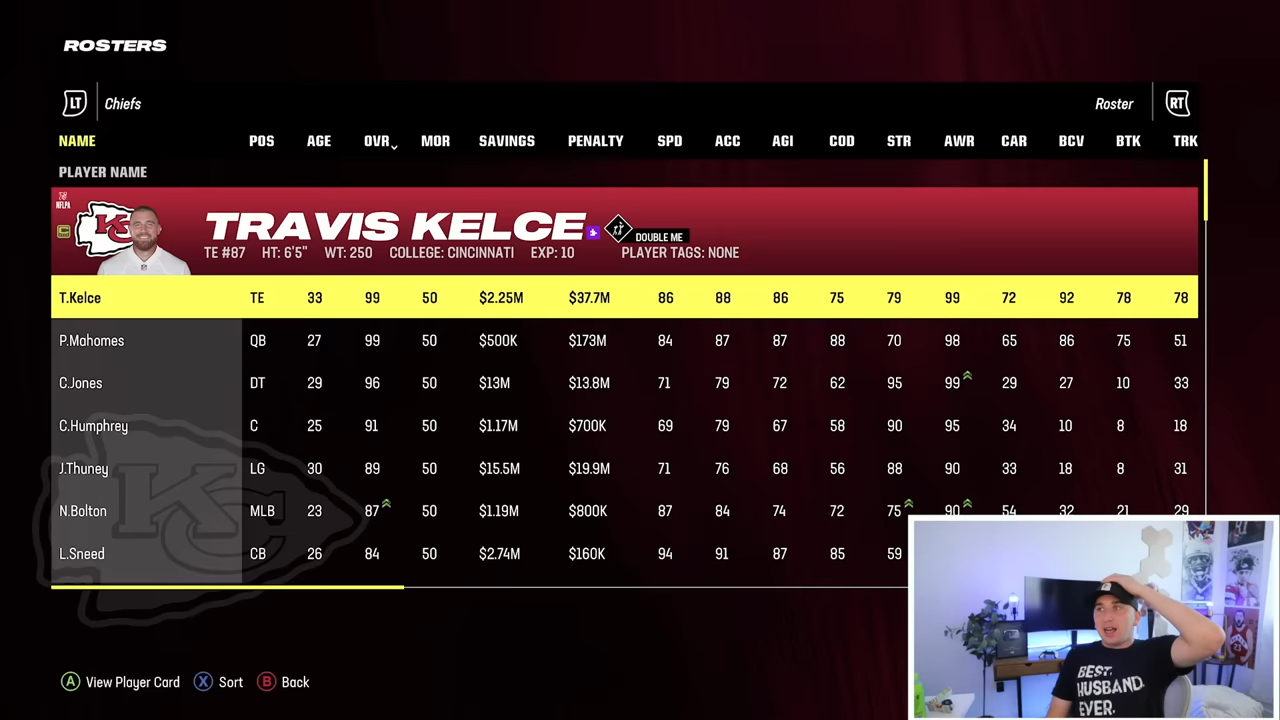 ROSTERS
LT Chiefs Roster RT
NAME POS AGE OVR MOR SAVINGS PENALTY SPD ACC AGI COD STR AWR CAR BCV BTK TRK
PLAYER NAME
NFLPA
KC TRAVIS KELCE DOUBLE ME
TE #87 HT: 6'5" WT: 250 COLLEGE: CINCINNATI EXP: 10 PLAYER TAGS: NONE
T.Kelce TE 33 99 50 $2.25M $37.7M 86 88 86 75 79 99 72 92 78 78
P.Mahomes QB 27 99 50 $500K $173M 84 87 87 88 70 98 65 86 75 51
C.Jones DT 29 96 50 $13M $13.8M 71 79 72 62 95 99 29 27 10 33
C.Humphrey C 25 91 50 $1.17M $700K 69 79 67 58 90 95 34 10 8 18
J.Thuney LG 30 89 50 $15.5M $19.9M 71 76 68 56 88 90 33 18 8 31
N.Bolton MLB 23 87 50 $1.19M $800K 87 84 74 72 75 90 54 32 21 29
L.Sneed CB 26 84 50 $2.74M $160K 94 91 87 85 59
KC
BEST.
HUSBAND.
EVER.
A View Player Card X Sort B Back